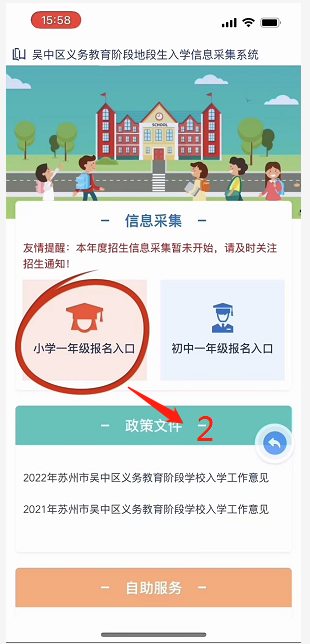 15:58
吴中区义务教育阶段地段生入学信息采集系统
信息采集
友情提醒：本年度招生信息采集暂未开始，请及时关注
招生通知！
小学一年级报名入口
初中一年级报名入口
政策文件
2
2022年苏州市吴中区义务教育阶段学校入学工作意见
2021年苏州市吴中区义务教育阶段学校入学工作意见
自助服务